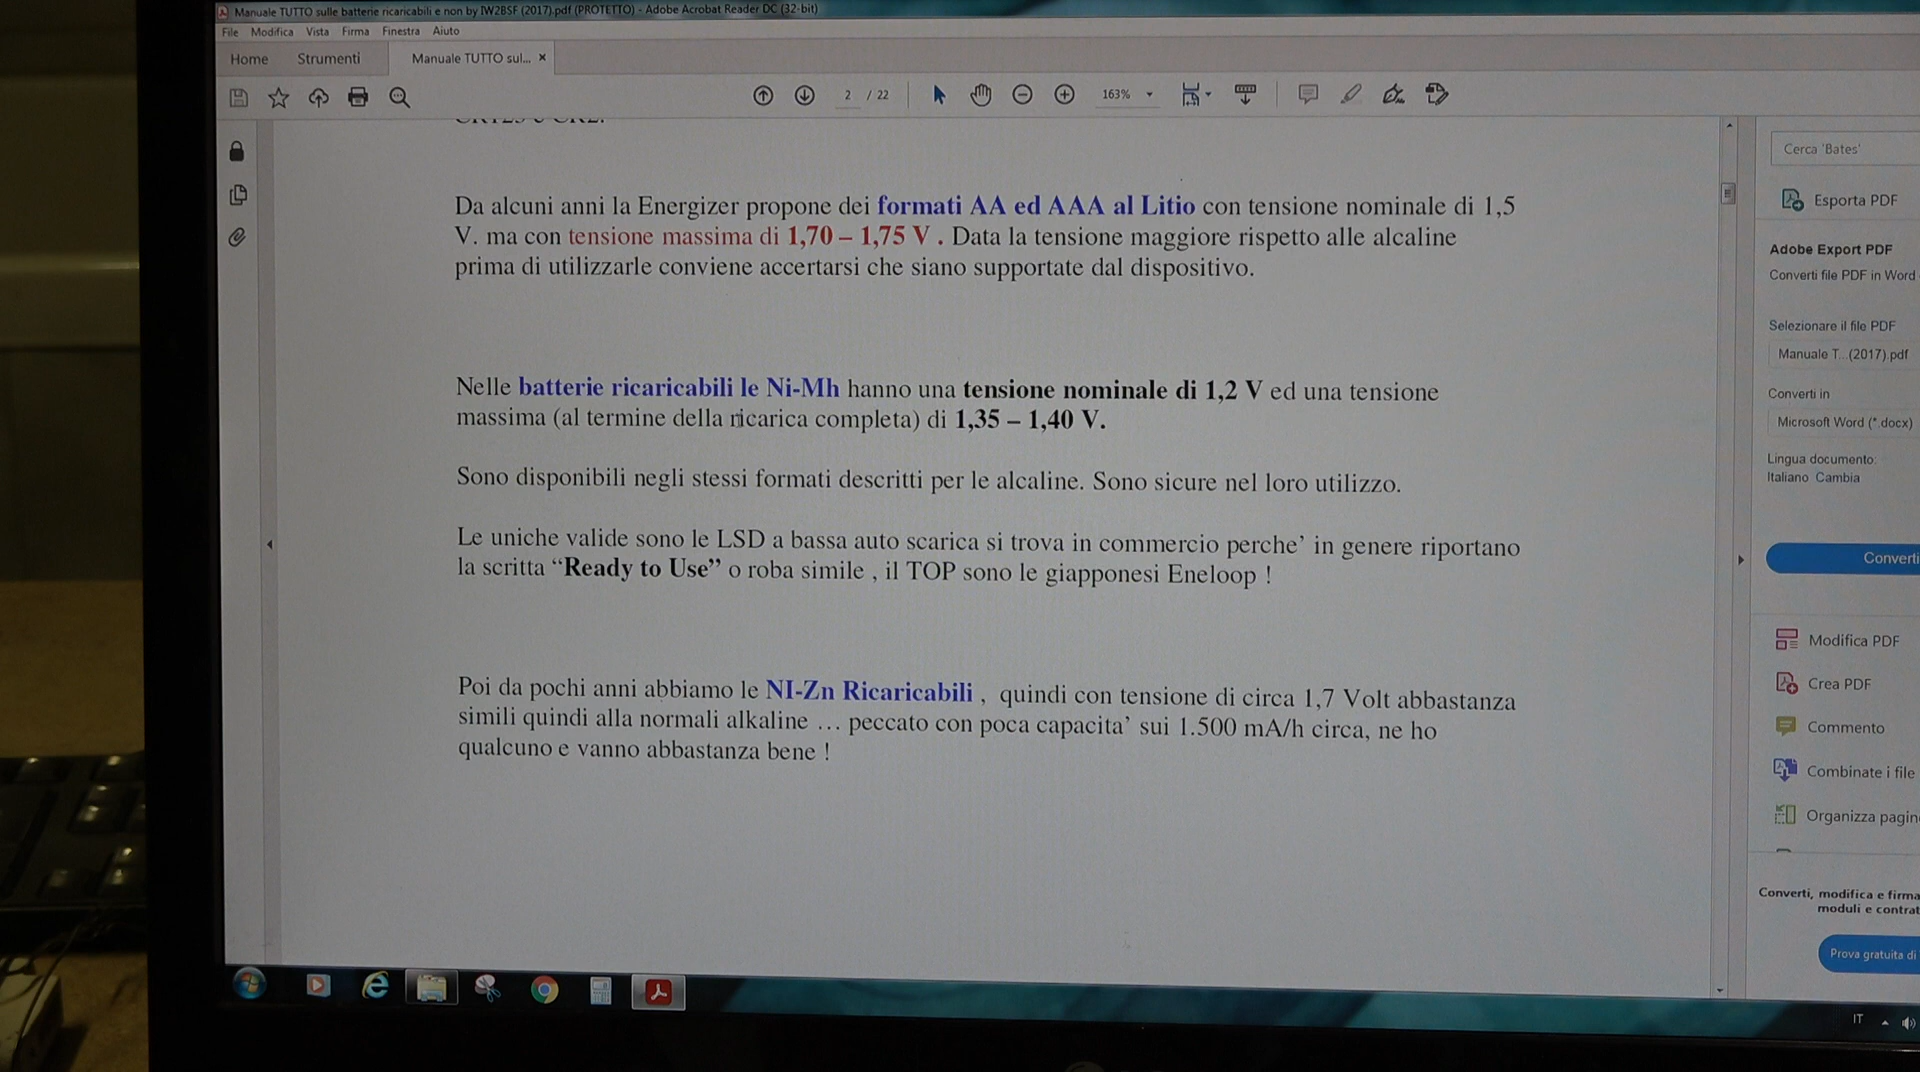 Manuale TUTTO sulle batterie ricaricabili e non by IW2BSF (2017).pdf (PROTETTO) - Adobe Acrobat Reader DC (32-bit)
File Modifica Vista Firma Finestra Aiuto
Home Strumenti Manuale TUTTO sul... ×
2 / 22 163%
Cerca 'Bates'
Da alcuni anni la Energizer propone dei formati AA ed AAA al Litio con tensione nominale di 1,5
V. ma con tensione massima di 1,70 – 1,75 V . Data la tensione maggiore rispetto alle alcaline
prima di utilizzarle conviene accertarsi che siano supportate dal dispositivo.
Nelle batterie ricaricabili le Ni-Mh hanno una tensione nominale di 1,2 V ed una tensione
massima (al termine della ricarica completa) di 1,35 – 1,40 V.
Sono disponibili negli stessi formati descritti per le alcaline. Sono sicure nel loro utilizzo.
Le uniche valide sono le LSD a bassa auto scarica si trova in commercio perche’ in genere riportano
la scritta “Ready to Use” o roba simile , il TOP sono le giapponesi Eneloop !
Poi da pochi anni abbiamo le NI-Zn Ricaricabili , quindi con tensione di circa 1,7 Volt abbastanza
simili quindi alla normali alkaline … peccato con poca capacita’ sui 1.500 mA/h circa, ne ho
qualcuno e vanno abbastanza bene !
Esporta PDF
Adobe Export PDF
Converti file PDF in Word
Selezionare il file PDF
Manuale T...(2017).pdf
Converti in
Microsoft Word (*.docx)
Lingua documento:
Italiano Cambia
Converti
Modifica PDF
Crea PDF
Commento
Combinate i file
Organizza pagin
Converti, modifica e firma
moduli e contrat
Prova gratuita di
IT